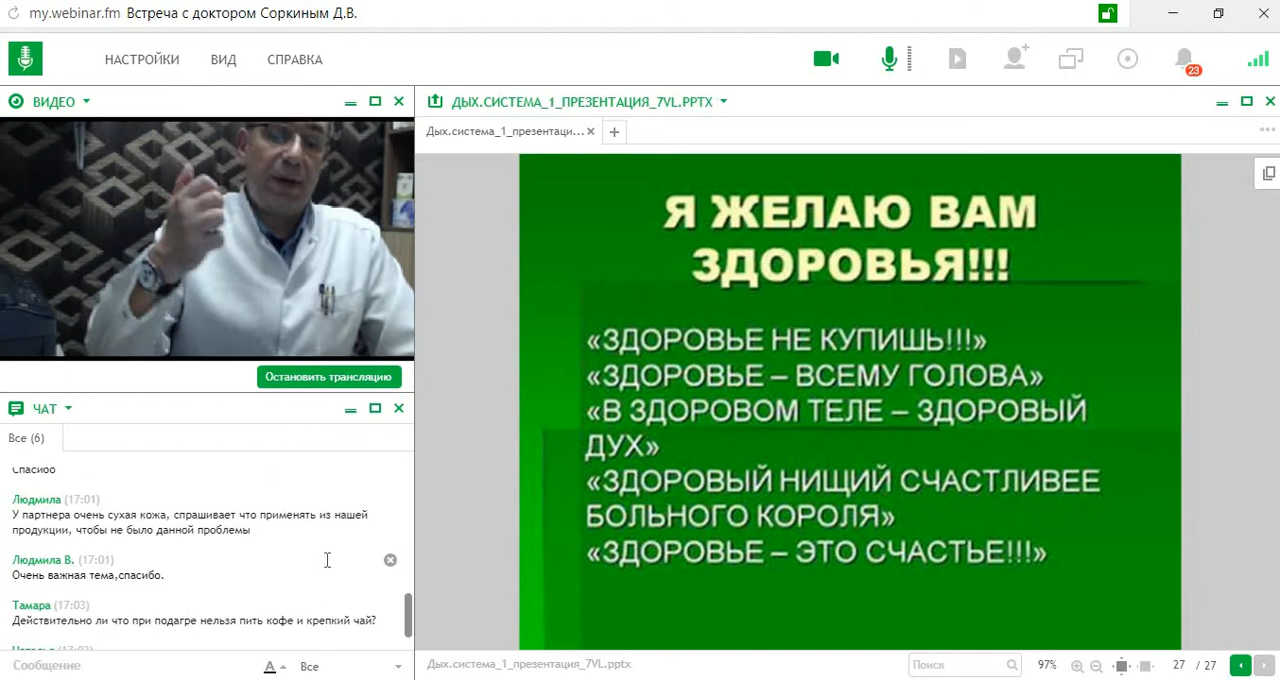 my.webinar.fm Встреча с доктором Соркиным Д.В.
НАСТРОЙКИ ВИД СПРАВКА
23
ВИДЕО
Остановить трансляцию
ЧАТ
Все (6)
Спасибо
Людмила (17:01)
У партнера очень сухая кожа, спрашивает что применять из нашей
продукции, чтобы не было данной проблемы
Людмила В. (17:01)
Очень важная тема,спасибо.
Тамара (17:03)
Действительно ли что при подагре нельзя пить кофе и крепкий чай?
Сообщение
А
Все
ДЫХ.СИСТЕМА_1_ПРЕЗЕНТАЦИЯ_7VL.PPTX
Дых.система_1_презентаци...
Я ЖЕЛАЮ ВАМ
ЗДОРОВЬЯ!!!
«ЗДОРОВЬЕ НЕ КУПИШЬ!!!»
«ЗДОРОВЬЕ – ВСЕМУ ГОЛОВА»
«В ЗДОРОВОМ ТЕЛЕ – ЗДОРОВЫЙ
ДУХ»
«ЗДОРОВЫЙ НИЩИЙ СЧАСТЛИВЕЕ
БОЛЬНОГО КОРОЛЯ»
«ЗДОРОВЬЕ – ЭТО СЧАСТЬЕ!!!»
Дых.система_1_презентация_7VL.pptx
Поиск
97%
27 / 27